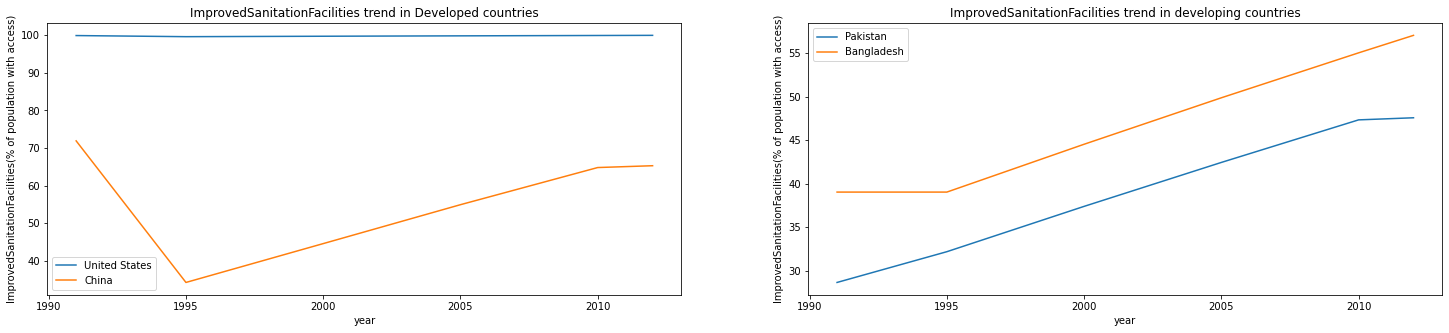 ImprovedSanitationFacilities trend in Developed countries
ImprovedSanitationFacilities(% of population with access)
100
90
80
70
60
50
40
United States
China
1990
1995
2000
2005
2010
year
ImprovedSanitationFacilities trend in developing countries
ImprovedSanitationFacilities(% of population with access)
Pakistan
Bangladesh
55
50
45
40
35
30
1990
1995
2000
2005
2010
year